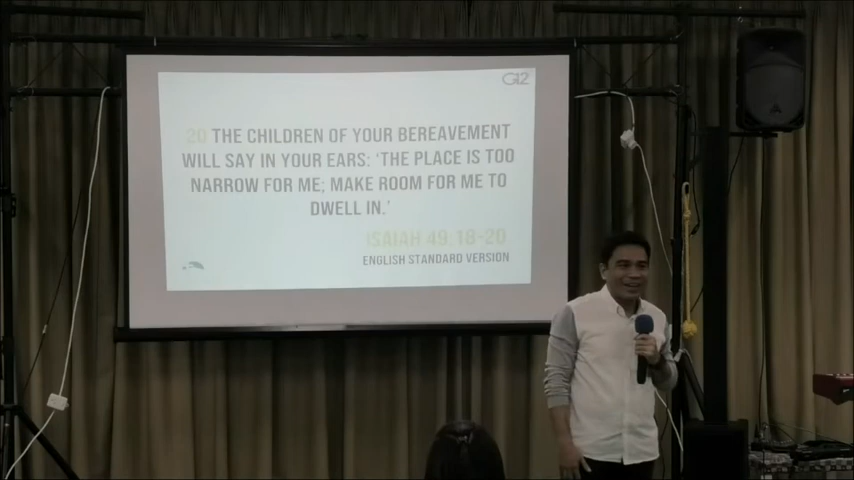 G12
20 THE CHILDREN OF YOUR BEREAVEMENT
WILL SAY IN YOUR EARS: ‘THE PLACE IS TOO
NARROW FOR ME; MAKE ROOM FOR ME TO
DWELL IN.’
ISAIAH 49:18-20
ENGLISH STANDARD VERSION